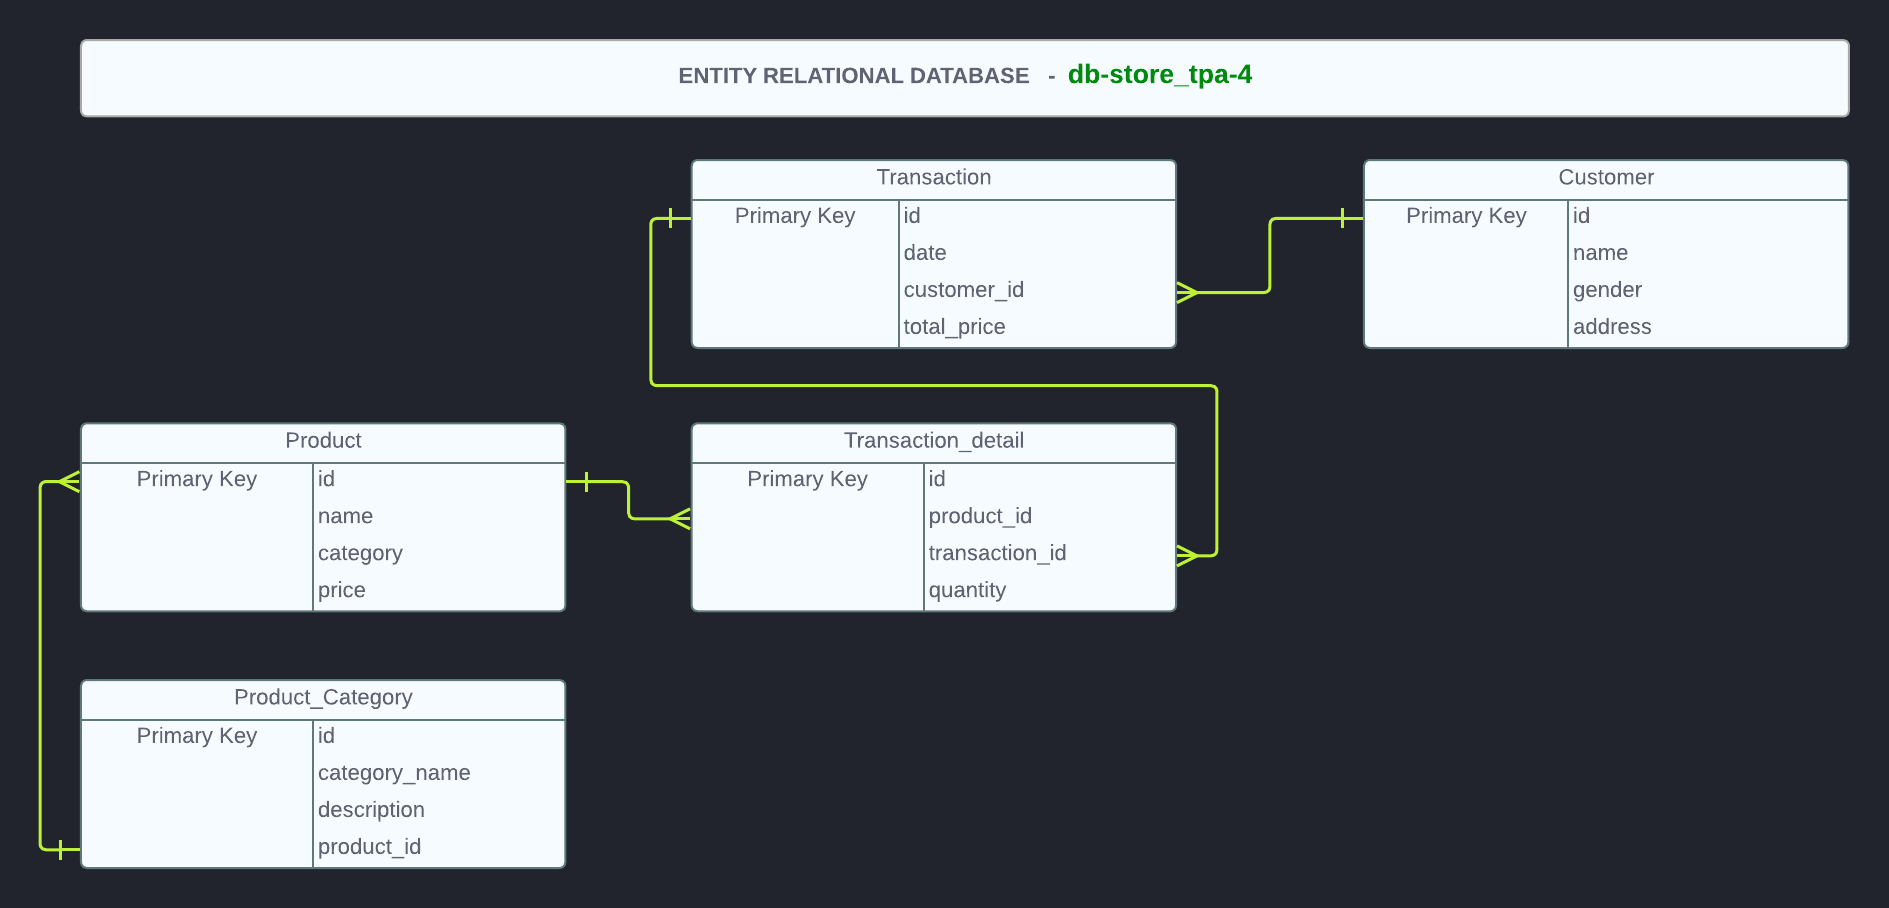 ENTITY RELATIONAL DATABASE - db-store_tpa-4
Transaction
Primary Key id
date
customer_id
total_price
Customer
Primary Key id
name
gender
address
Product
Primary Key id
name
category
price
Transaction_detail
Primary Key id
product_id
transaction_id
quantity
Product_Category
Primary Key id
category_name
description
product_id